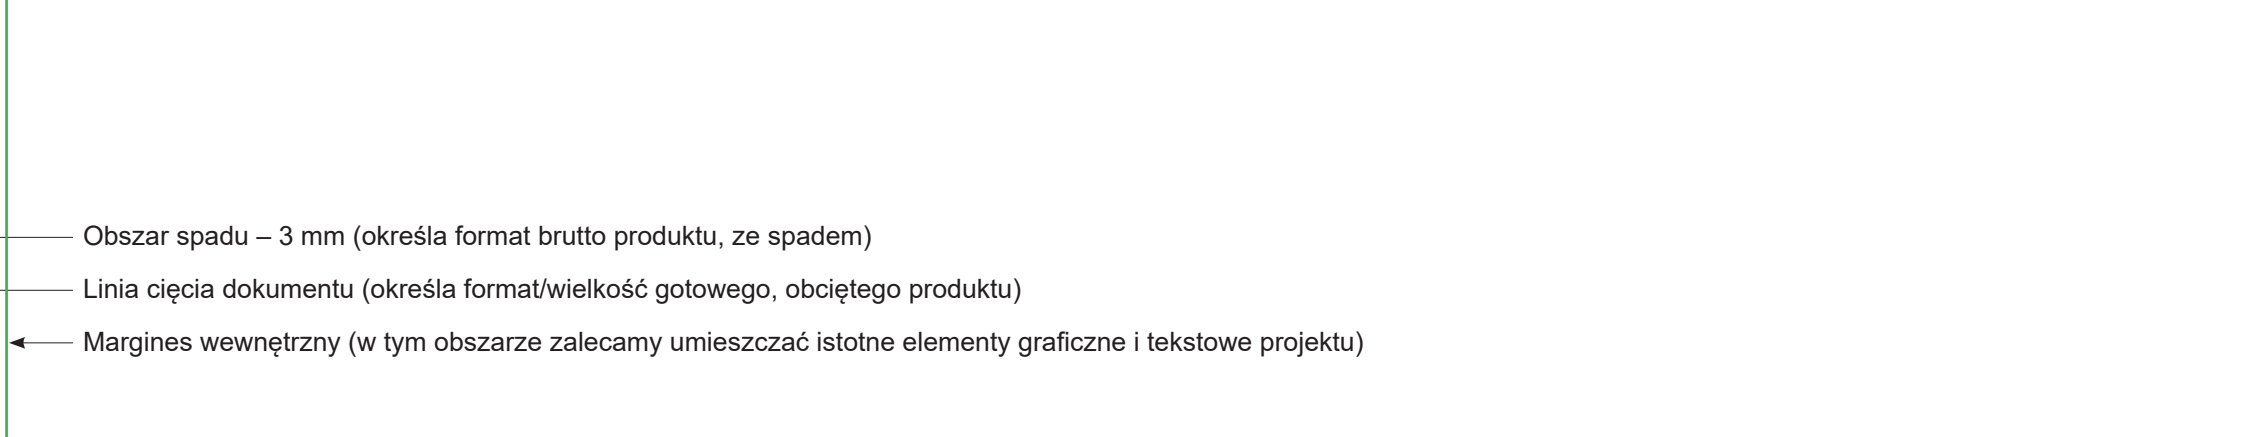 Obszar spadu – 3 mm (określa format brutto produktu, ze spadem)
Linia cięcia dokumentu (określa format/wielkość gotowego, obciętego produktu)
Margines wewnętrzny (w tym obszarze zalecamy umieszczać istotne elementy graficzne i tekstowe projektu)